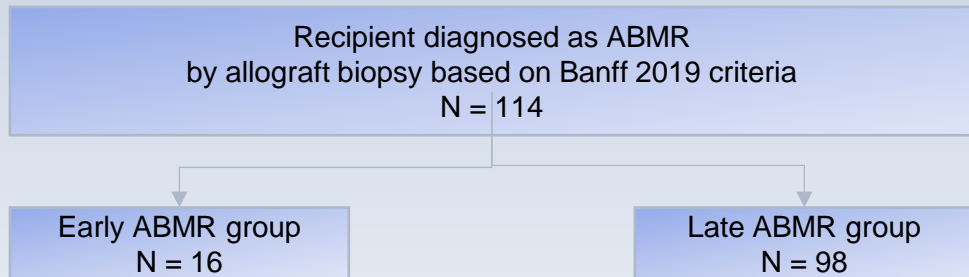 Recipient diagnosed as ABMR
by allograft biopsy based on Banff 2019 criteria
N = 114
Early ABMR group
N = 16
Late ABMR group
N = 98